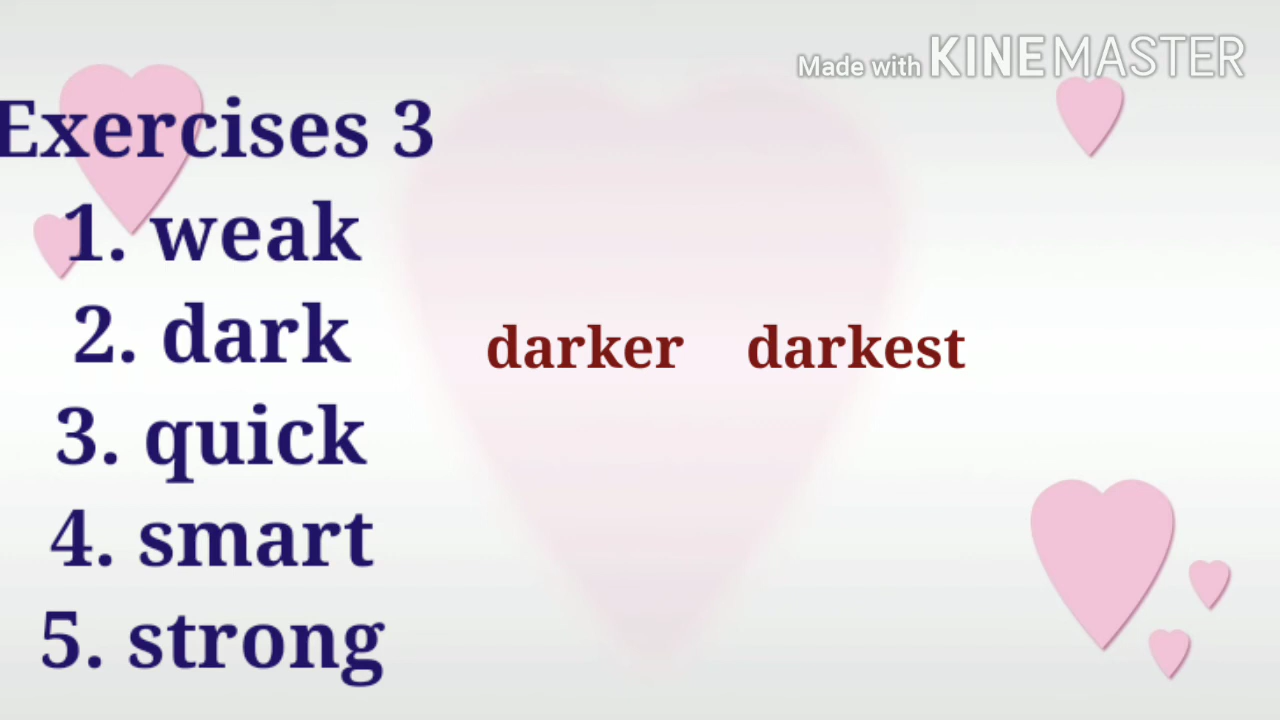 Made with KINEMASTER
Exercises 3
1. weak
2. dark darker darkest
3. quick
4. smart
5. strong